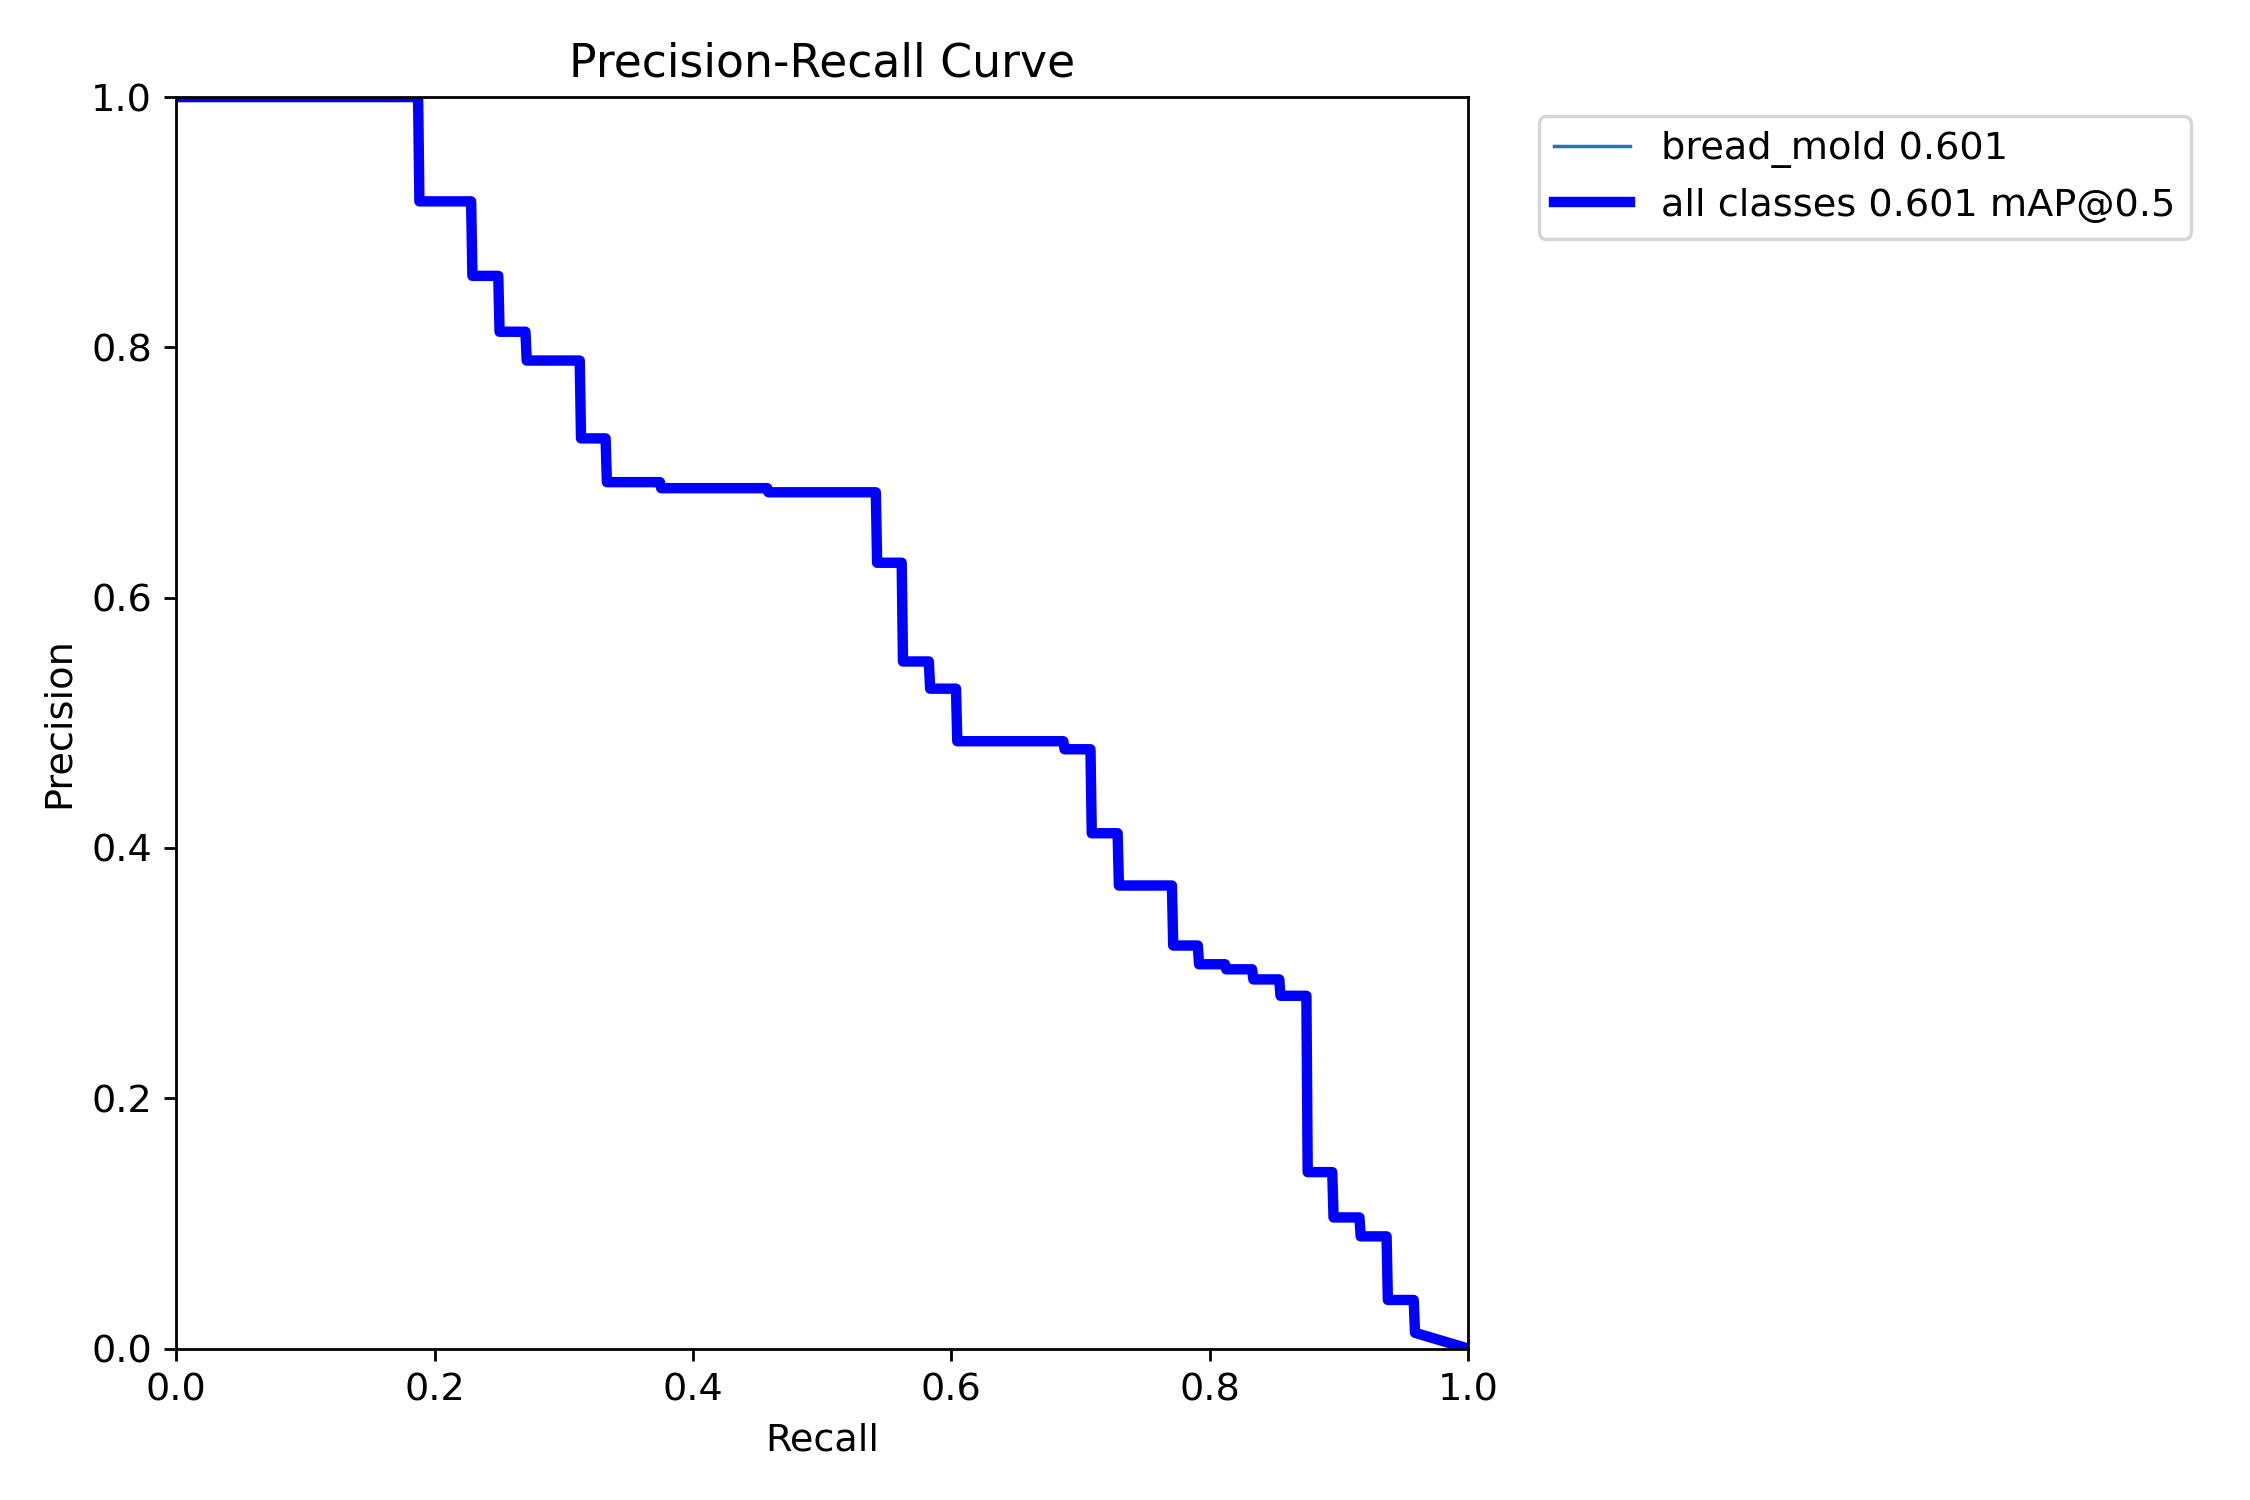 Precision-Recall Curve
bread_mold 0.601
all classes 0.601 mAP@0.5
1.0
0.8
0.6
0.4
0.2
0.0
Precision
0.0 0.2 0.4 0.6 0.8 1.0
Recall